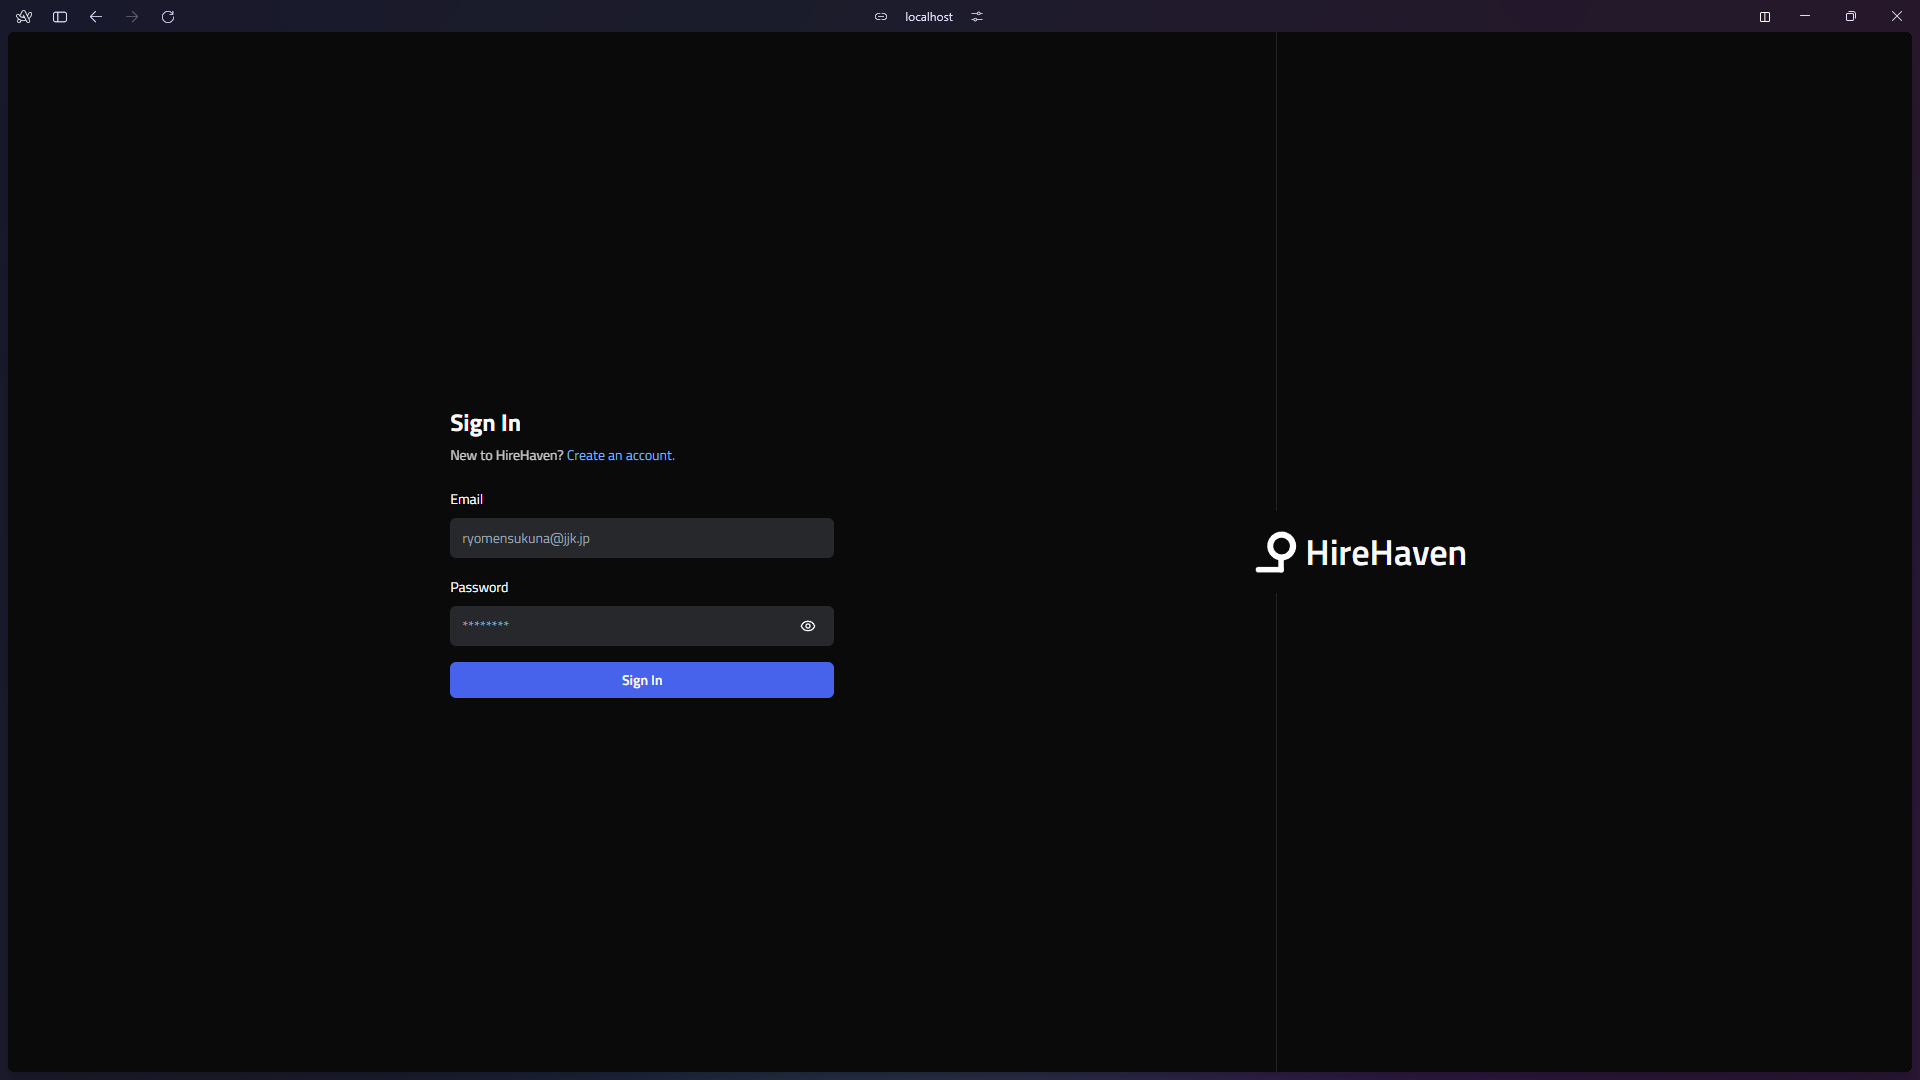 localhost
Sign In
New to HireHaven? Create an account.
Email
ryomensukuna@jjk.jp
Password
********
Sign In
HireHaven